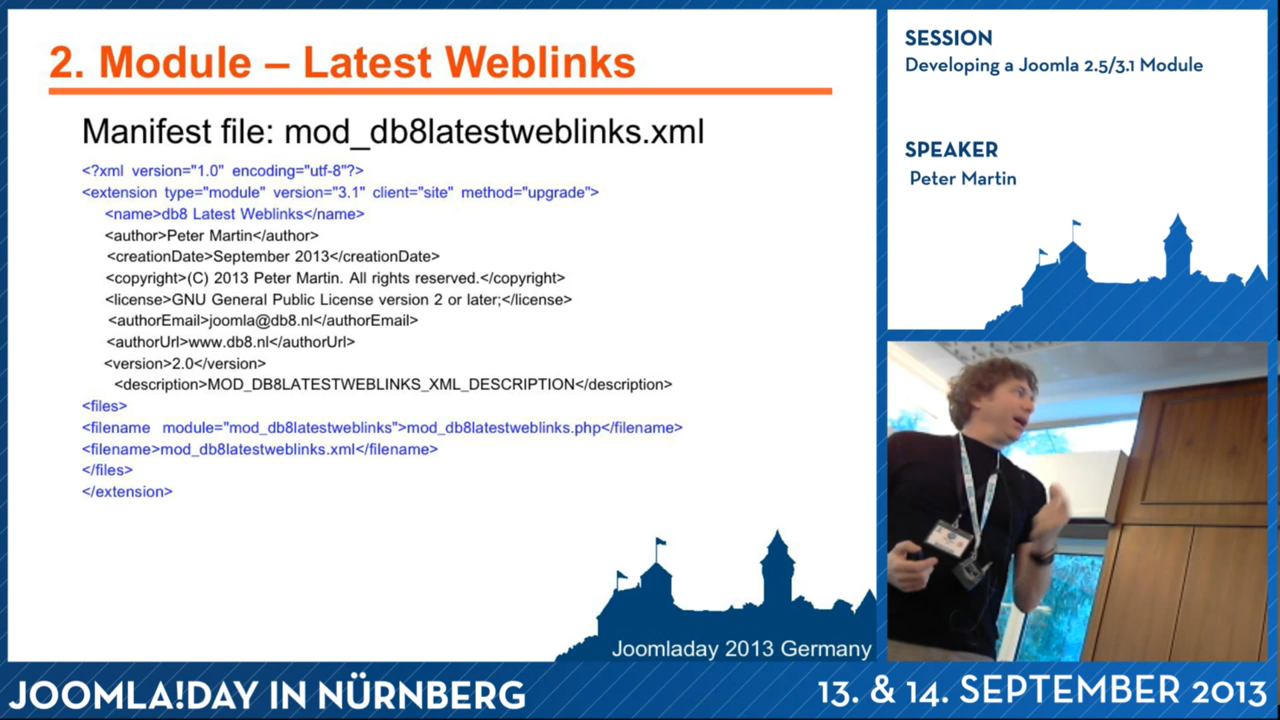 2. Module – Latest Weblinks
Manifest file: mod_db8latestweblinks.xml
<?xml version="1.0" encoding="utf-8"?>
<extension type="module" version="3.1" client="site" method="upgrade">
<name>db8 Latest Weblinks</name>
<author>Peter Martin</author>
<creationDate>September 2013</creationDate>
<copyright>(C) 2013 Peter Martin. All rights reserved.</copyright>
<license>GNU General Public License version 2 or later;</license>
<authorEmail>joomla@db8.nl</authorEmail>
<authorUrl>www.db8.nl</authorUrl>
<version>2.0</version>
<description>MOD_DB8LATESTWEBLINKS_XML_DESCRIPTION</description>
<files>
<filename module="mod_db8latestweblinks">mod_db8latestweblinks.php</filename>
<filename>mod_db8latestweblinks.xml</filename>
</files>
</extension>
Joomladay 2013 Germany
SESSION
Developing a Joomla 2.5/3.1 Module
SPEAKER
Peter Martin
JOOMLA!DAY IN NÜRNBERG
13. & 14. SEPTEMBER 2013